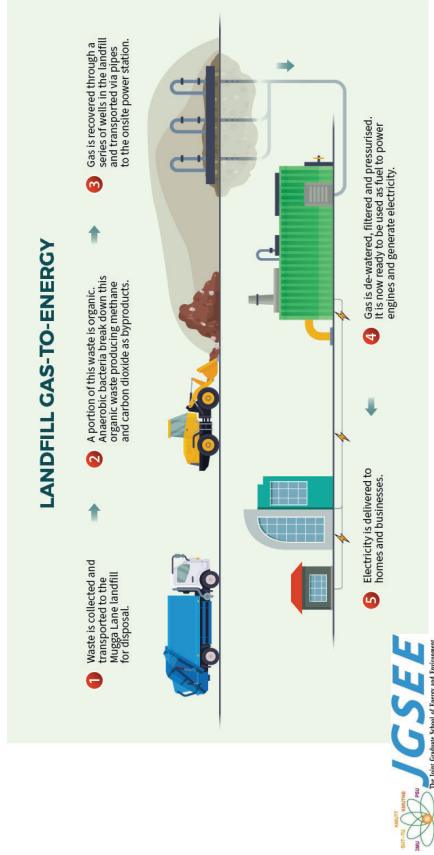 LANDFILL GAS-TO-ENERGY
1
Waste is collected and
transported to the
Mugga Lane landfill
for disposal.
2
A portion of this waste is organic.
Anaerobic bacteria break down this
organic waste producing methane
and carbon dioxide as byproducts.
3
Gas is recovered through a
series of wells in the landfill
and transported via pipes
to the onsite power station.
4
Gas is de-watered, filtered and pressurised.
it is now ready to be used as fuel to power
engines and generate electricity.
5
Electricity is delivered to
homes and businesses.
KMUTT
SIIT-TU
KMUTNB
CMU
PSU
JGSEE
The Joint Graduate School of Energy and Environment